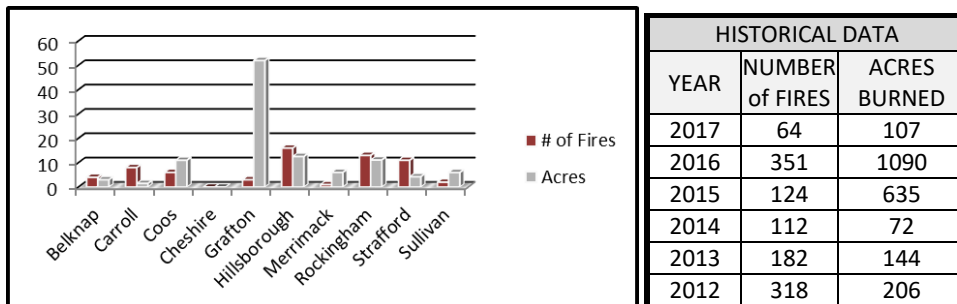 60
50
40
30
20
10
0
Belknap
Carroll
Coos
Cheshire
Grafton
Hillsborough
Merrimack
Rockingham
Strafford
Sullivan
# of Fires
Acres
HISTORICAL DATA
YEAR NUMBER of FIRES ACRES BURNED
2017 64 107
2016 351 1090
2015 124 635
2014 112 72
2013 182 144
2012 318 206